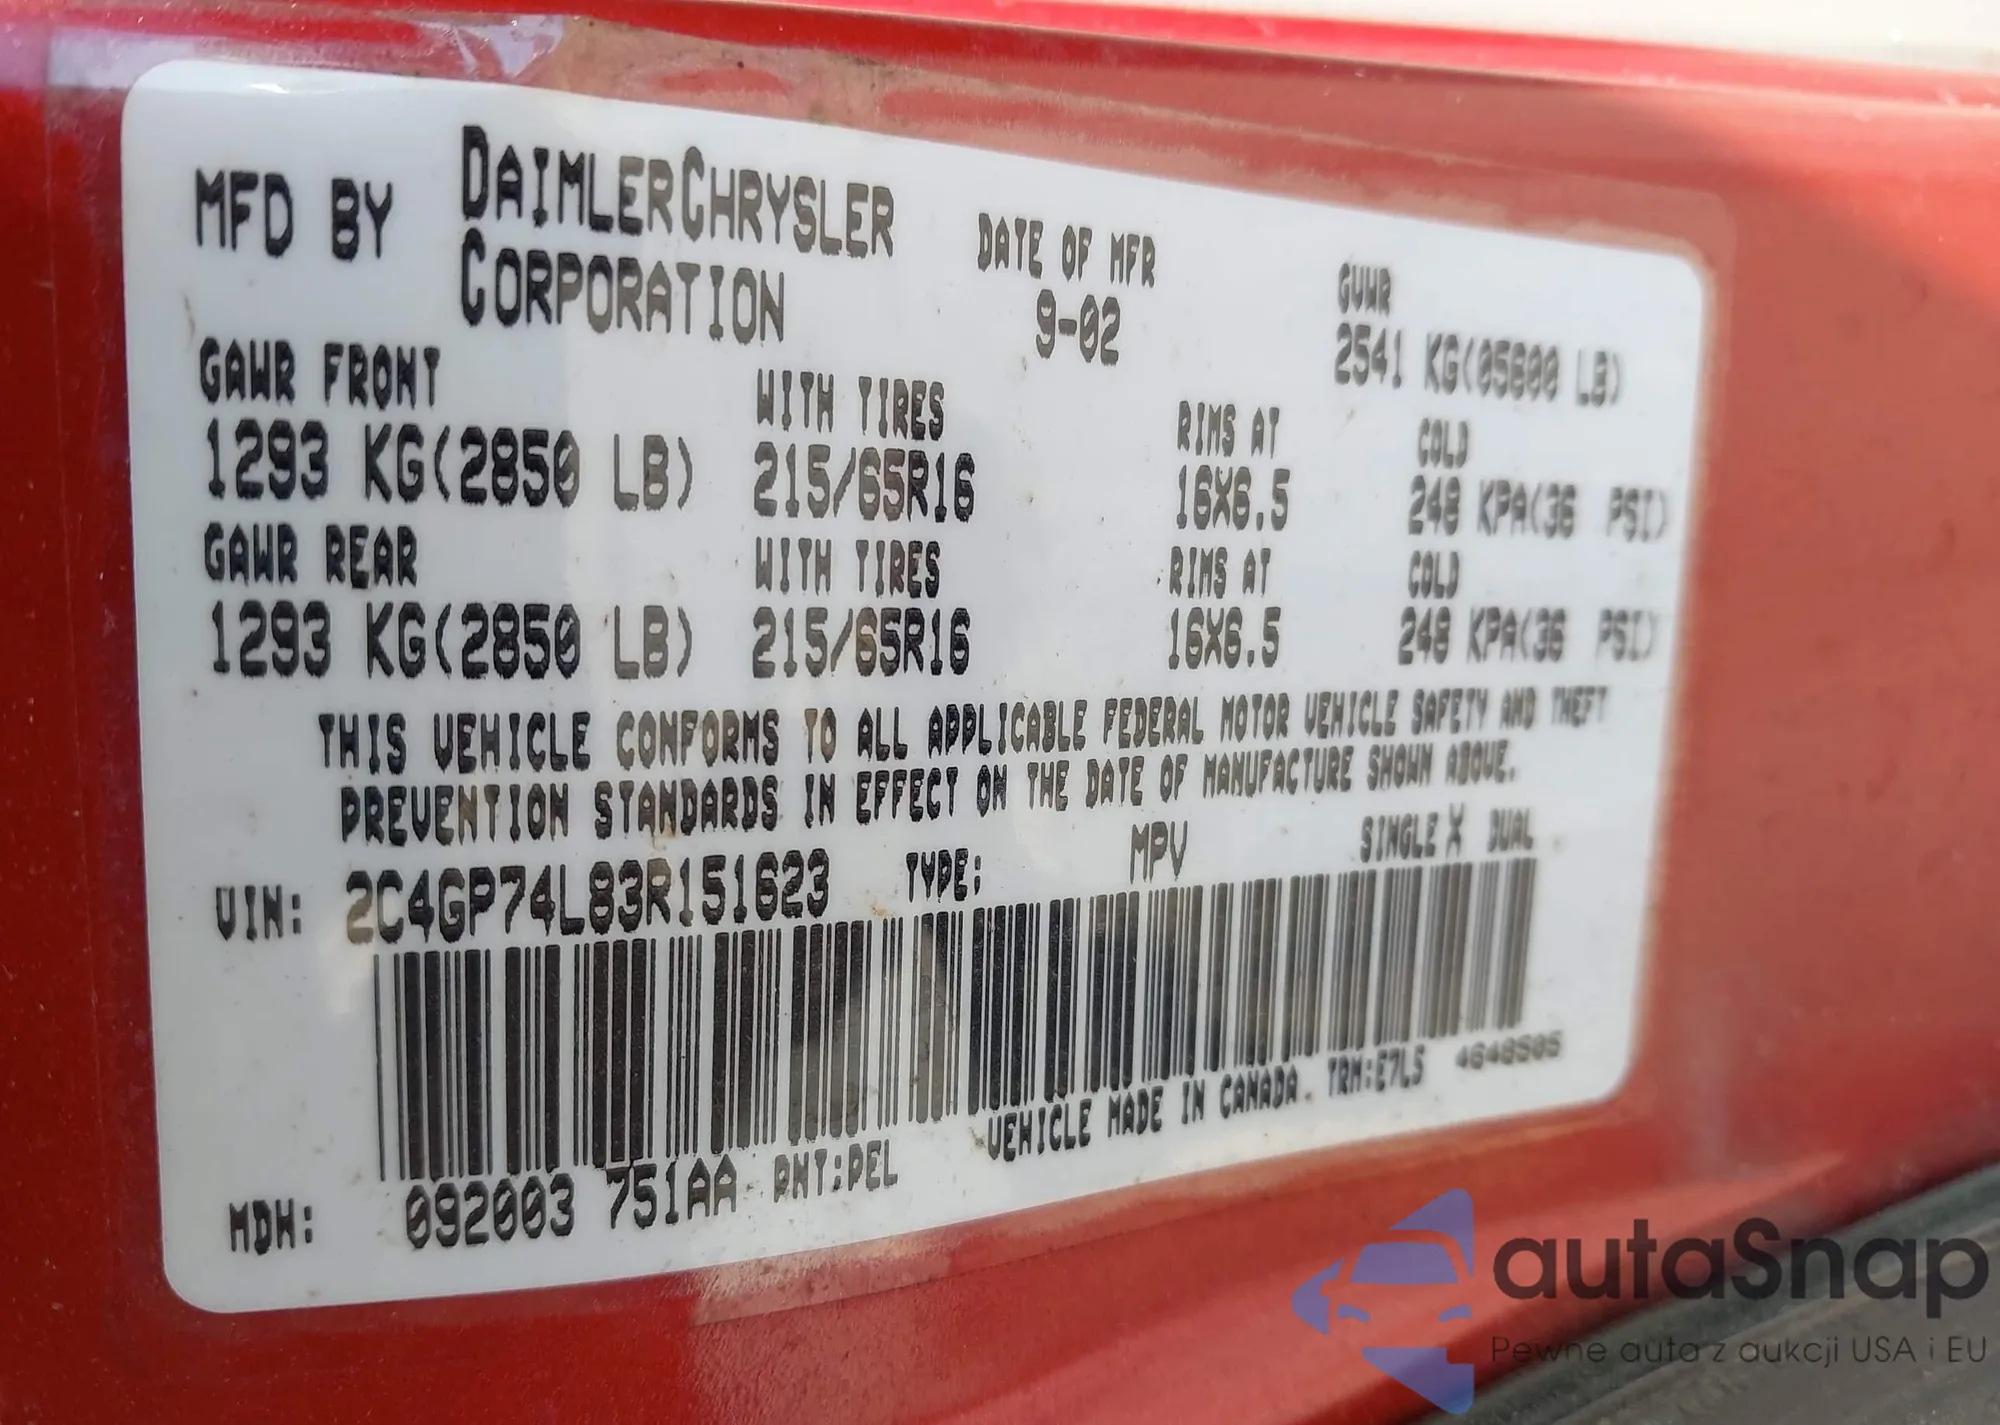 MFD BY DAIMLERCHRYSLER CORPORATION
DATE OF MFR 9-02
GVWR
2541 KG(05600 LB)
GAWR FRONT WITH TIRES RIMS AT COLD
1293 KG(2850 LB) 215/65R16 16X6.5 248 KPA(36 PSI)
GAWR REAR WITH TIRES RIMS AT COLD
1293 KG(2850 LB) 215/65R16 16X6.5 248 KPA(36 PSI)
THIS VEHICLE CONFORMS TO ALL APPLICABLE FEDERAL MOTOR VEHICLE SAFETY AND THEFT
PREVENTION STANDARDS IN EFFECT ON THE DATE OF MANUFACTURE SHOWN ABOVE.
VIN: 2C4GP74L83R151623 TYPE: MPV SINGLE X DUAL
MDH: 092003 751AA PNT:PEL VEHICLE MADE IN CANADA. TRM:E7L5 4648505
autaSnap
Pewne auta z aukcji USA i EU